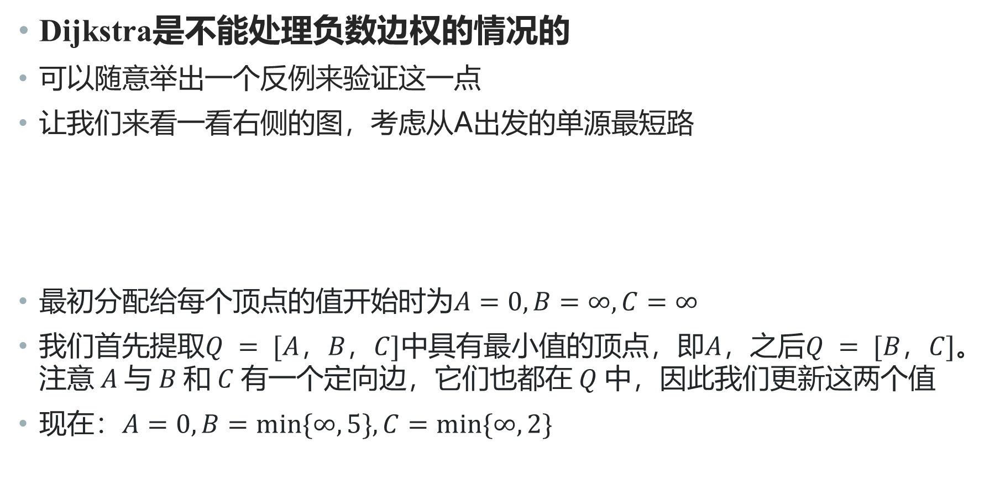 • Dijkstra是不能处理负数边权的情况的
• 可以随意举出一个反例来验证这一点
• 让我们来看一看右侧的图，考虑从A出发的单源最短路
• 最初分配给每个顶点的值开始时为A = 0, B = ∞, C = ∞
• 我们首先提取Q = [A，B，C]中具有最小值的顶点，即A，之后Q = [B，C]。
注意 A 与 B 和 C 有一个定向边，它们也都在 Q 中，因此我们更新这两个值
• 现在：A = 0, B = min{∞, 5}, C = min{∞, 2}